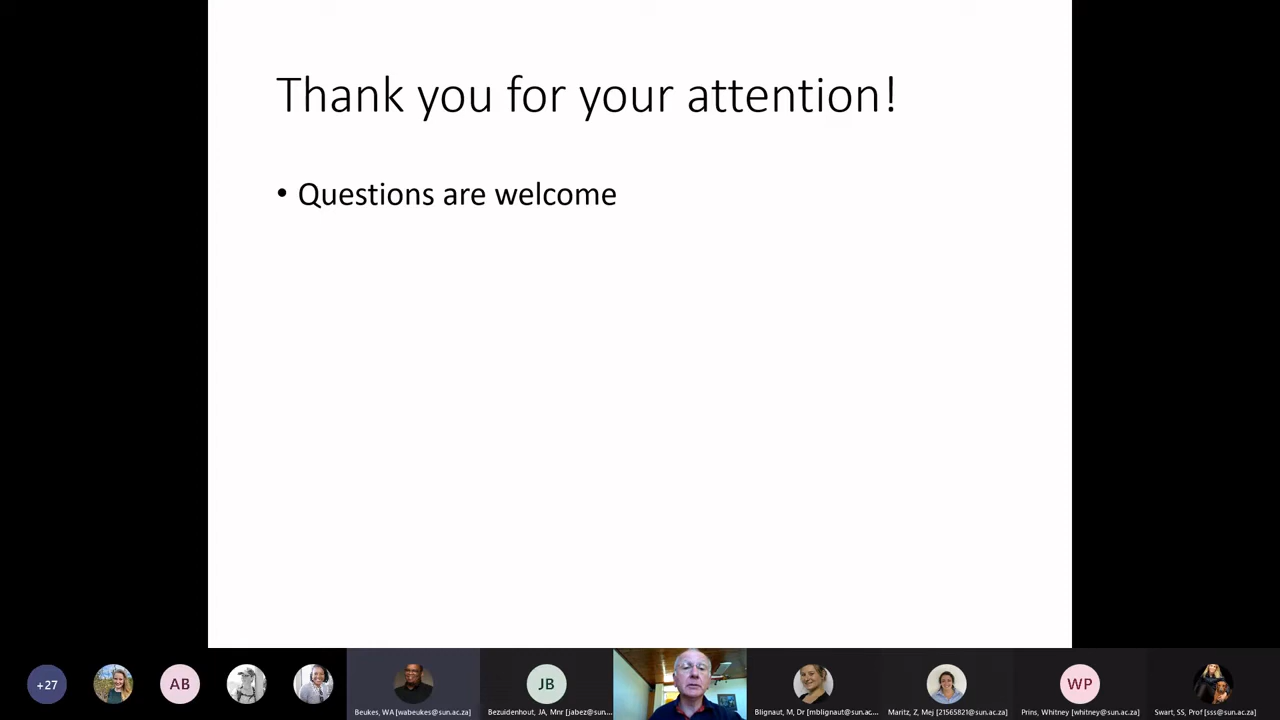 Thank you for your attention!
• Questions are welcome
+27
AB
JB
WP
Beukes, WA [wabeukes@sun.ac.za]
Bezuidenhout, JA, Mnr [jabez@sun....
Blignaut, M, Dr [mblignaut@sun.ac....
Maritz, Z, Mej [21565821@sun.ac.za]
Prins, Whitney [whitney@sun.ac.za]
Swart, SS, Prof [sss@sun.ac.za]